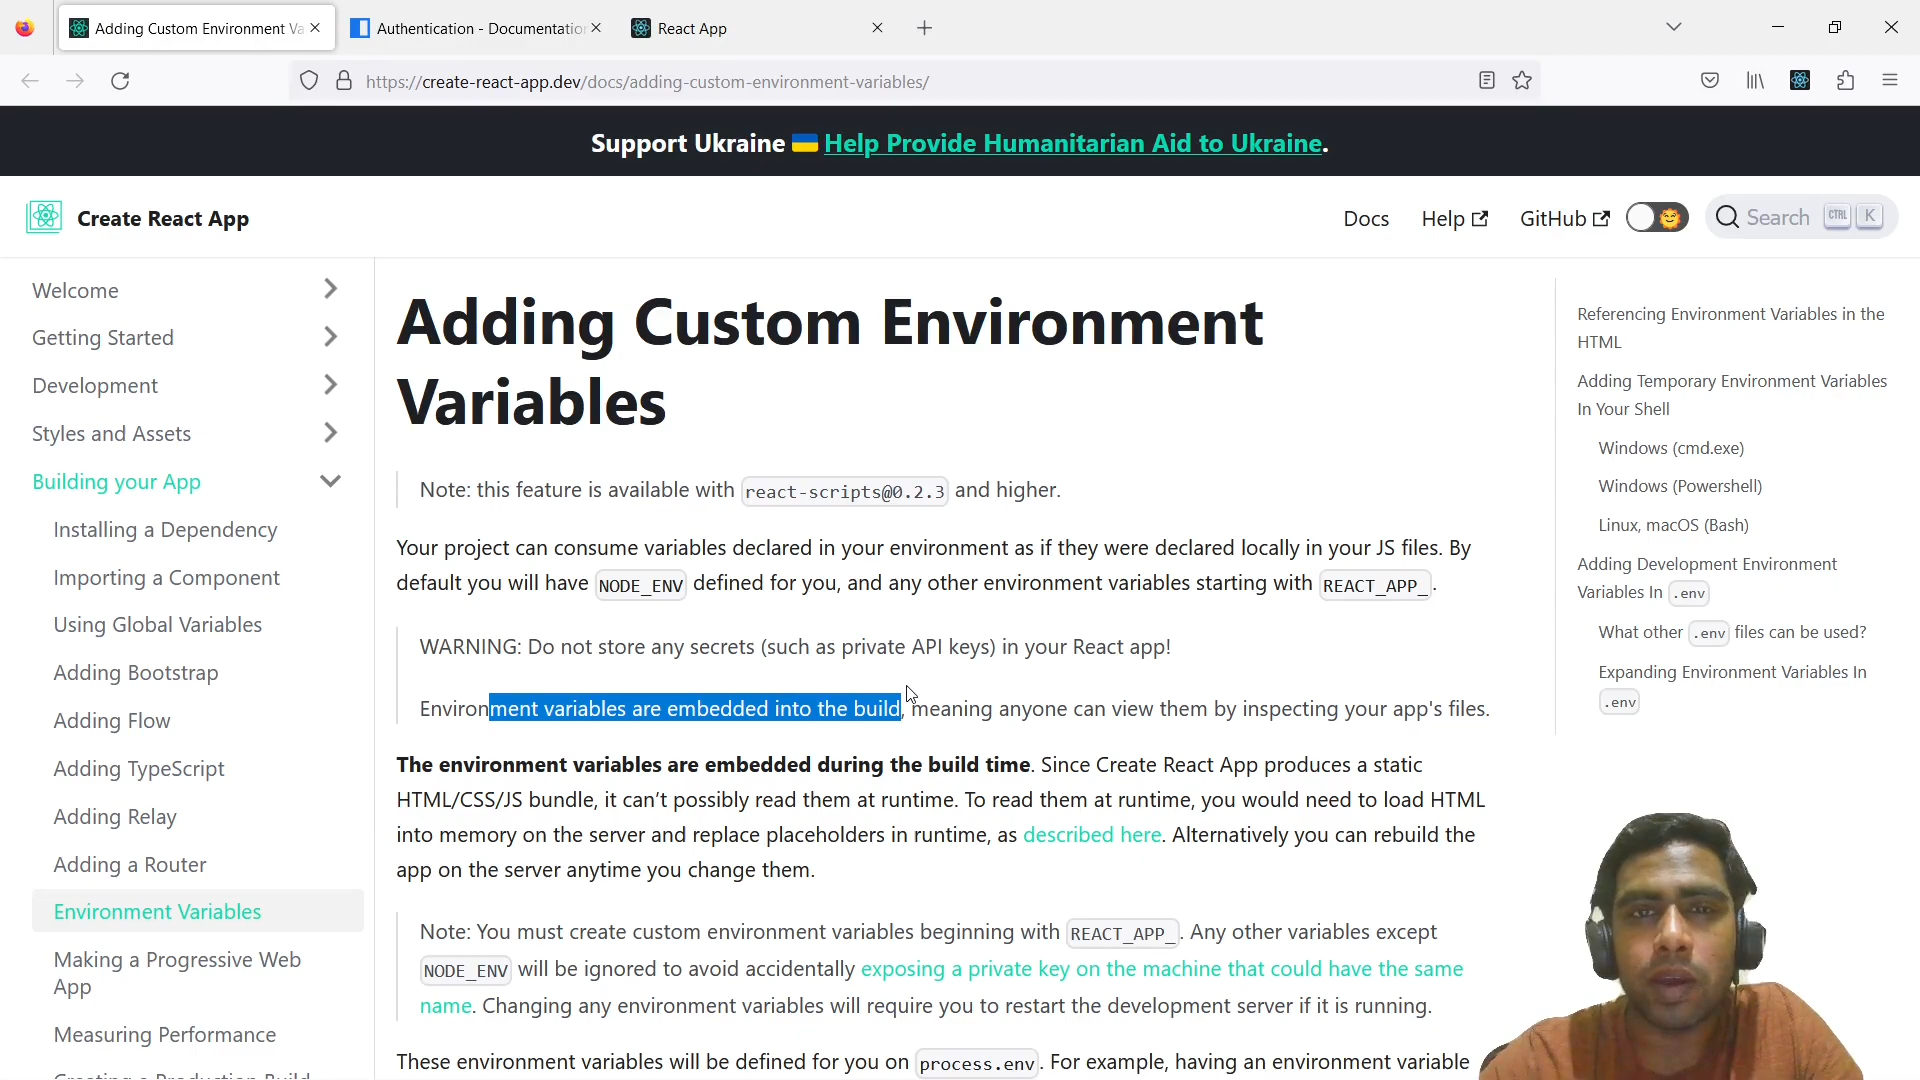 Adding Custom Environment Va
Authentication - Documentation
React App
https://create-react-app.dev/docs/adding-custom-environment-variables/
Support Ukraine 🇺🇦 Help Provide Humanitarian Aid to Ukraine.
Create React App
Docs
Help
GitHub
Search
CTRL
K
Welcome
Getting Started
Development
Styles and Assets
Building your App
Installing a Dependency
Importing a Component
Using Global Variables
Adding Bootstrap
Adding Flow
Adding TypeScript
Adding Relay
Adding a Router
Environment Variables
Making a Progressive Web
App
Measuring Performance
Creating a Production Build
Adding Custom Environment
Variables
Note: this feature is available with react-scripts@0.2.3 and higher.
Your project can consume variables declared in your environment as if they were declared locally in your JS files. By
default you will have NODE_ENV defined for you, and any other environment variables starting with REACT_APP_.
WARNING: Do not store any secrets (such as private API keys) in your React app!
Environment variables are embedded into the build, meaning anyone can view them by inspecting your app's files.
The environment variables are embedded during the build time. Since Create React App produces a static
HTML/CSS/JS bundle, it can’t possibly read them at runtime. To read them at runtime, you would need to load HTML
into memory on the server and replace placeholders in runtime, as described here. Alternatively you can rebuild the
app on the server anytime you change them.
Note: You must create custom environment variables beginning with REACT_APP_. Any other variables except
NODE_ENV will be ignored to avoid accidentally exposing a private key on the machine that could have the same
name. Changing any environment variables will require you to restart the development server if it is running.
These environment variables will be defined for you on process.env. For example, having an environment variable
Referencing Environment Variables in the
HTML
Adding Temporary Environment Variables
In Your Shell
Windows (cmd.exe)
Windows (Powershell)
Linux, macOS (Bash)
Adding Development Environment
Variables In .env
What other .env files can be used?
Expanding Environment Variables In
.env